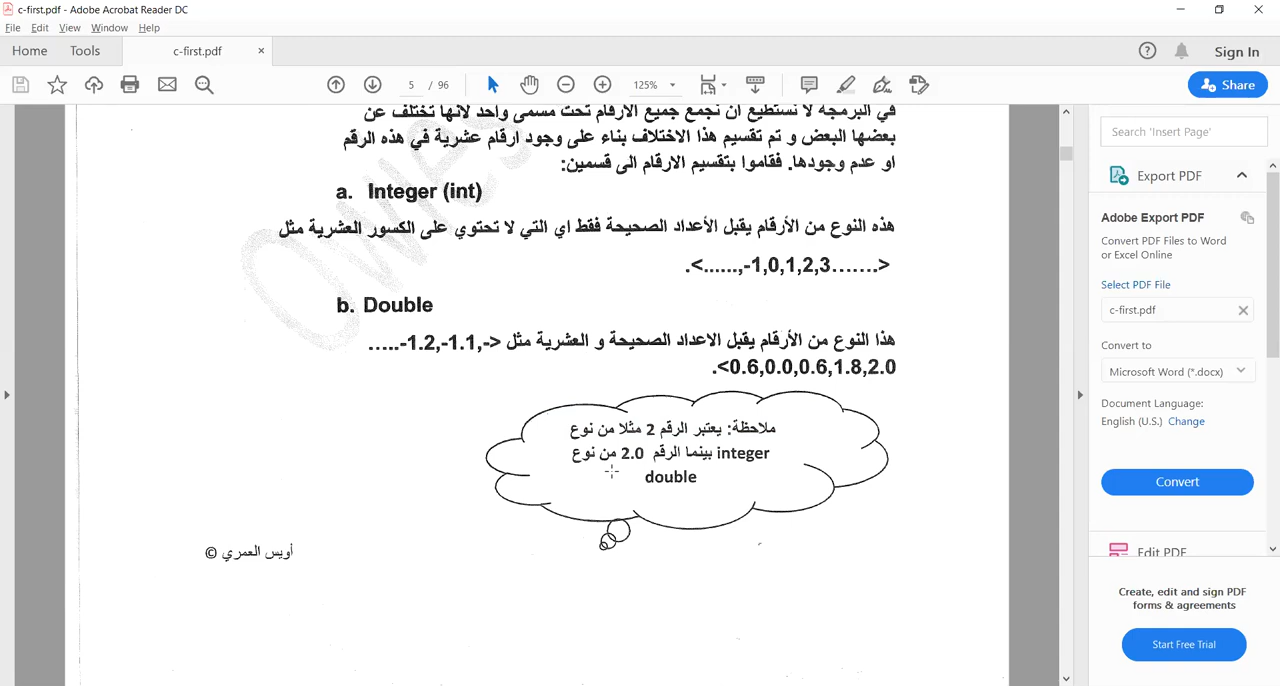 c-first.pdf - Adobe Acrobat Reader DC
File Edit View Window Help
Home Tools c-first.pdf × Sign In
5 / 96 125% Share
في البرمجة لا نستطيع ان نجمع جميع الارقام تحت مسمى واحد لانها تختلف عن
بعضها البعض و تم تقسيم هذا الاختلاف بناء على وجود ارقام عشرية في هذه الرقم
او عدم وجودها. فقاموا بتقسيم الارقام الى قسمين:
a. Integer (int)
هذه النوع من الأرقام يقبل الأعداد الصحيحة فقط اي التي لا تحتوي على الكسور العشرية مثل
.<......,-1,0,1,2,3.......>
b. Double
هذا النوع من الأرقام يقبل الاعداد الصحيحة و العشرية مثل <-,1.1-,1.2-.....
.<0.6,0.0,0.6,1.8,2.0
ملاحظة: يعتبر الرقم 2 مثلا من نوع
integer بينما الرقم 2.0 من نوع
double
أويس العمري ©
Owies
Search 'Insert Page'
Export PDF
Adobe Export PDF
Convert PDF Files to Word
or Excel Online
Select PDF File
c-first.pdf
Convert to
Microsoft Word (*.docx)
Document Language:
English (U.S.) Change
Convert
Edit PDF
Create, edit and sign PDF
forms & agreements
Start Free Trial